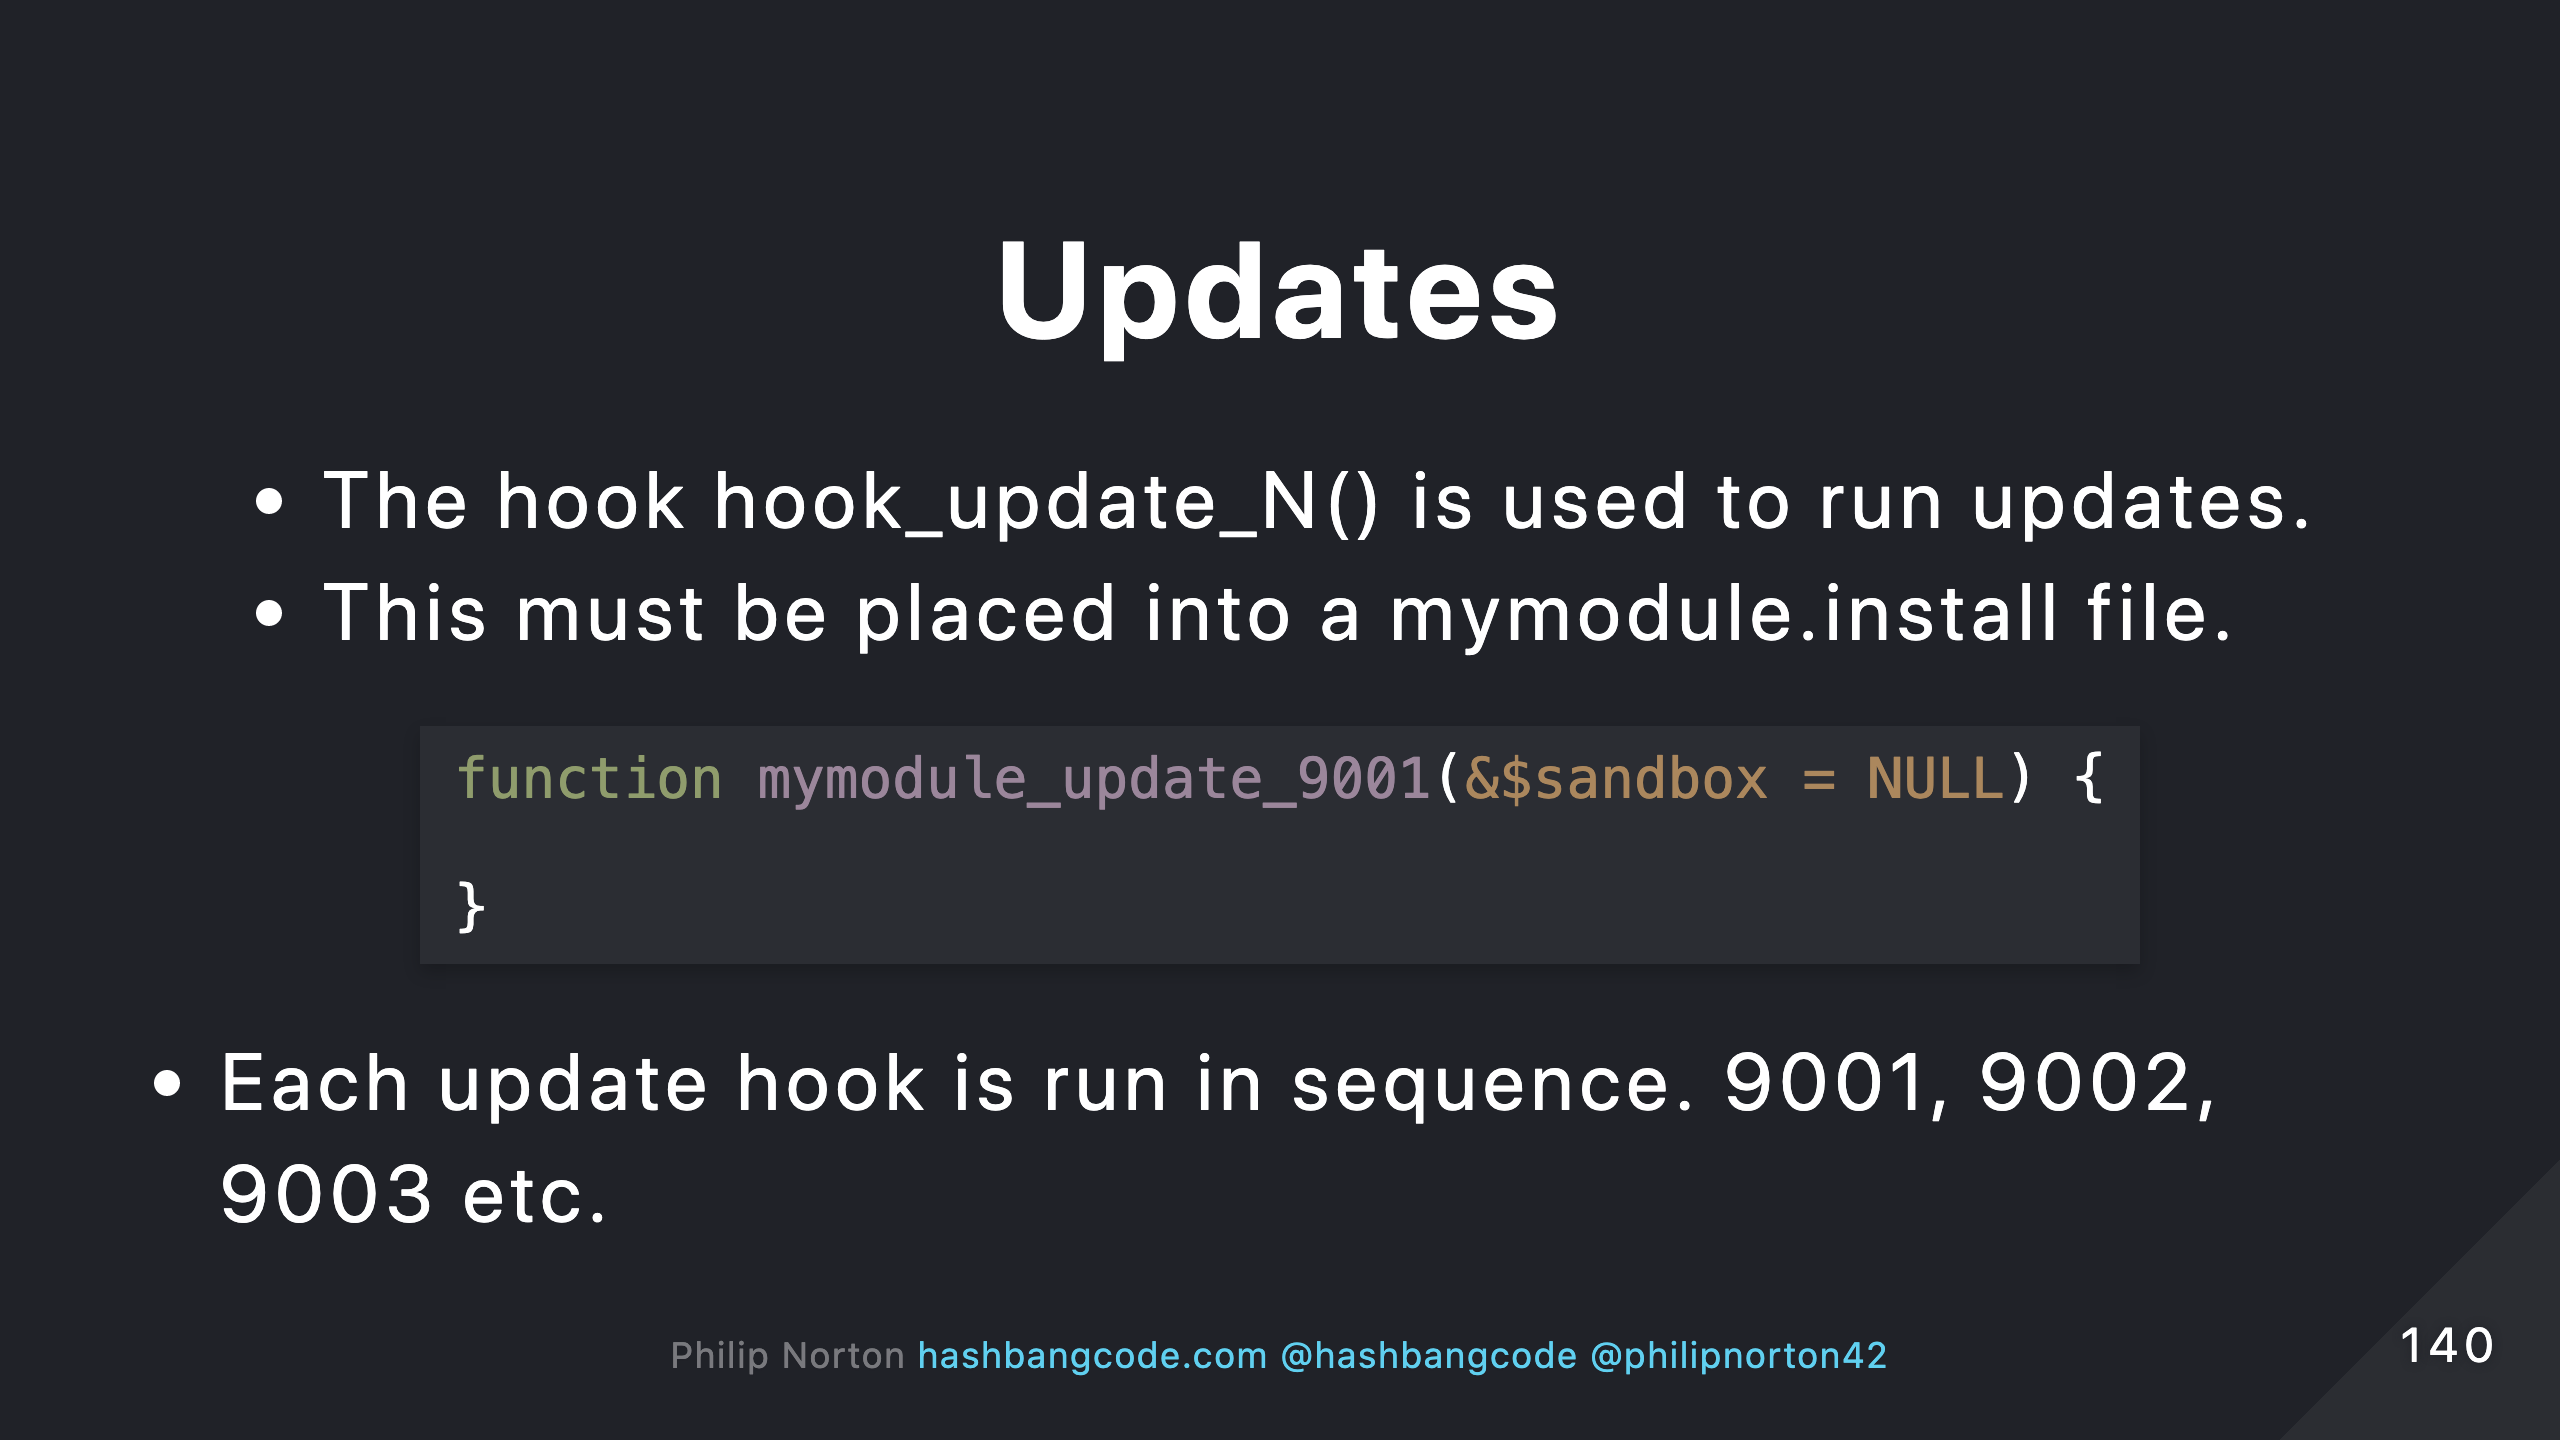 Updates
• The hook hook_update_N() is used to run updates.
• This must be placed into a mymodule.install file.
function mymodule_update_9001(&$sandbox = NULL) {
}
• Each update hook is run in sequence. 9001, 9002,
9003 etc.
Philip Norton hashbangcode.com @hashbangcode @philipnorton42
140